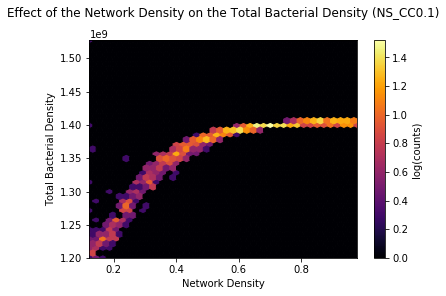 Effect of the Network Density on the Total Bacterial Density (NS_CC0.1)
1e9
1.50
1.45
1.40
1.35
1.30
1.25
1.20
Total Bacterial Density
0.2 0.4 0.6 0.8
Network Density
1.4
1.2
1.0
0.8
0.6
0.4
0.2
0.0
log(counts)